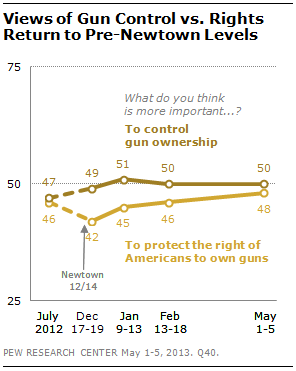 Views of Gun Control vs. Rights
Return to Pre-Newtown Levels
75
What do you think
is more important...?
To control
gun ownership
47
49
51
50
50
50
46
42
45
46
48
Newtown
12/14
To protect the right of
Americans to own guns
25
July
2012
Dec
17-19
Jan
9-13
Feb
13-18
May
1-5
PEW RESEARCH CENTER May 1-5, 2013. Q40.